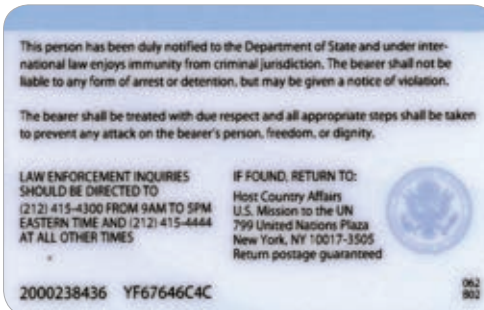 This person has been duly notified to the Department of State and under inter-
national law enjoys immunity from criminal jurisdiction. The bearer shall not be
liable to any form of arrest or detention, but may be given a notice of violation.
The bearer shall be treated with due respect and all appropriate steps shall be taken
to prevent any attack on the bearer's person, freedom, or dignity.
LAW ENFORCEMENT INQUIRIES
SHOULD BE DIRECTED TO
(212) 415-4300 FROM 9AM TO 5PM
EASTERN TIME AND (212) 415-4444
AT ALL OTHER TIMES
IF FOUND, RETURN TO:
Host Country Affairs
U.S. Mission to the UN
799 United Nations Plaza
New York, NY 10017-3505
Return postage guaranteed
2000238436 YF67646C4C
062
802